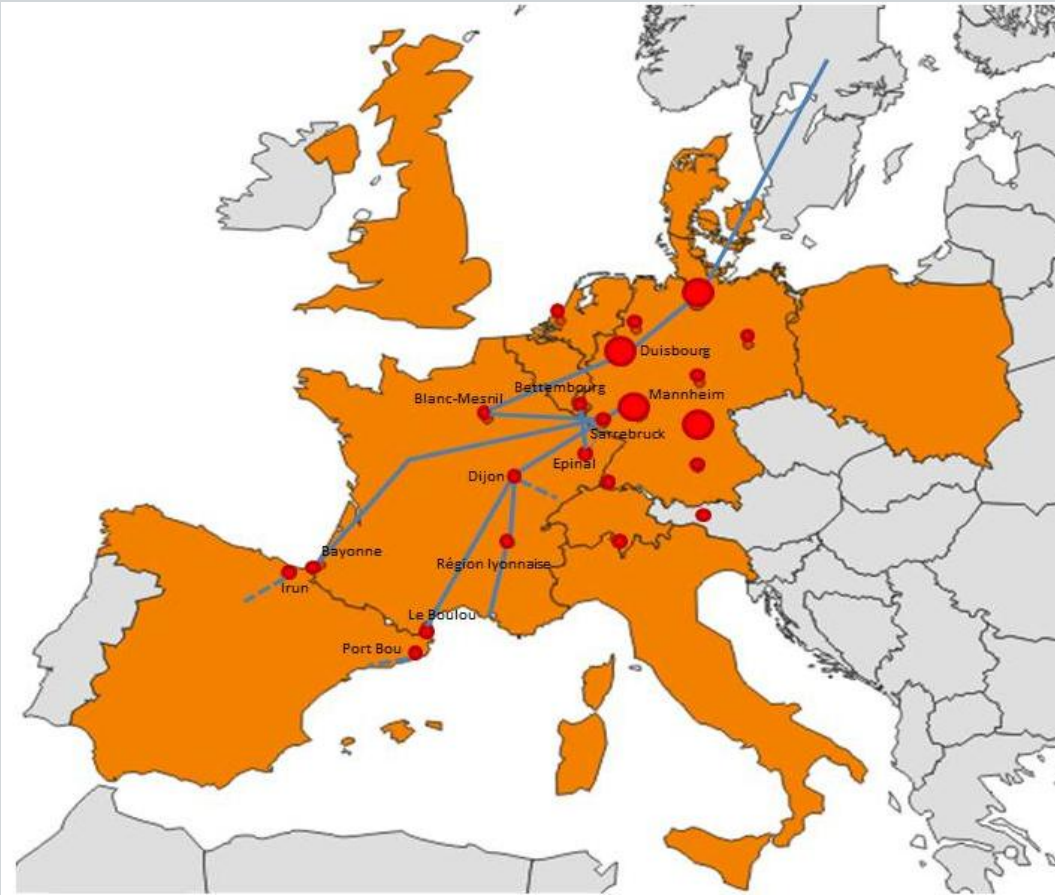 Duisbourg
Bettembourg
Mannheim
Blanc-Mesnil
Sarrebruck
Epinal
Dijon
Bayonne
Région lyonnaise
Irun
Le Boulou
Port Bou